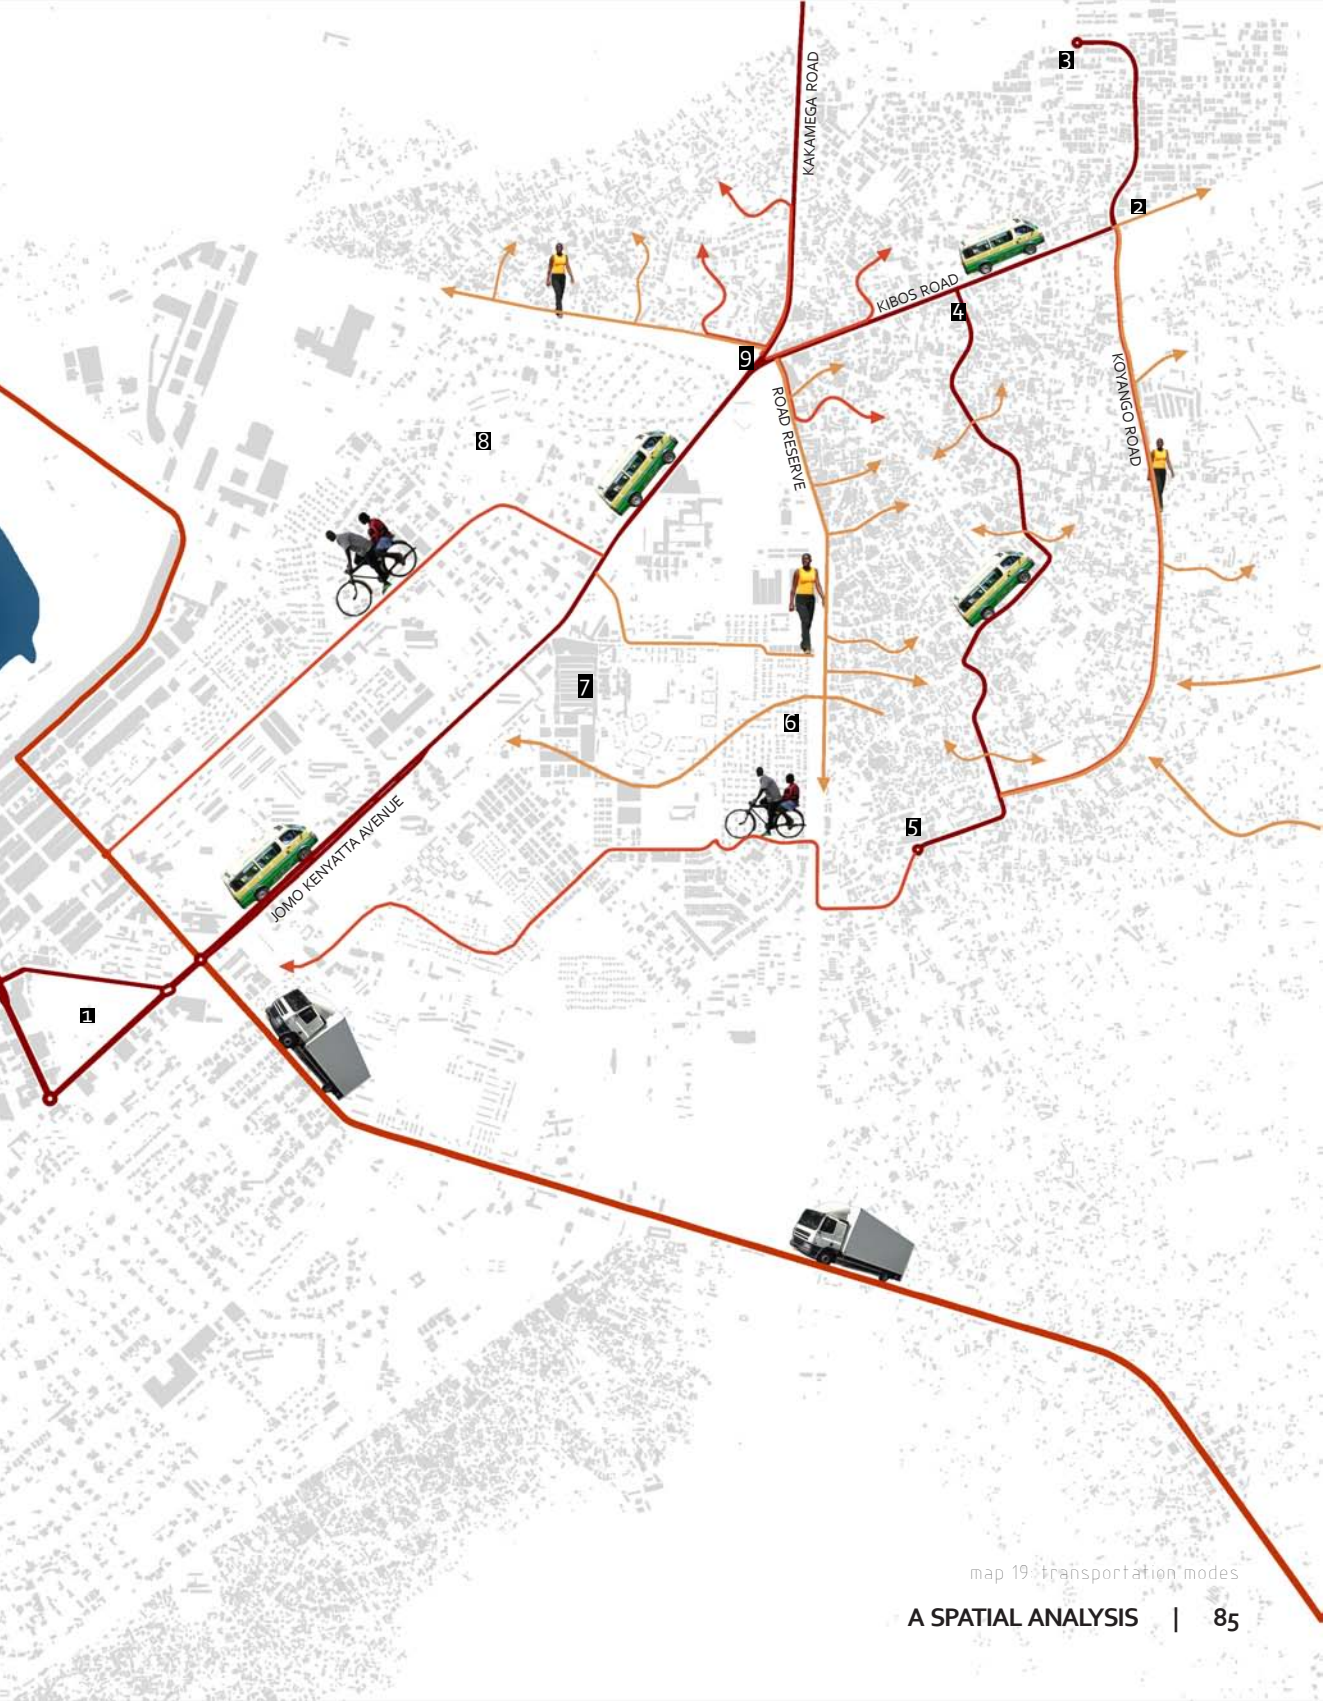 3
KAKAMEGA ROAD
2
KIBOS ROAD
4
9
KOYANGO ROAD
ROAD RESERVE
8
7
6
JOMO KENYATTA AVENUE
5
1
map 19: transportation modes
A SPATIAL ANALYSIS | 85